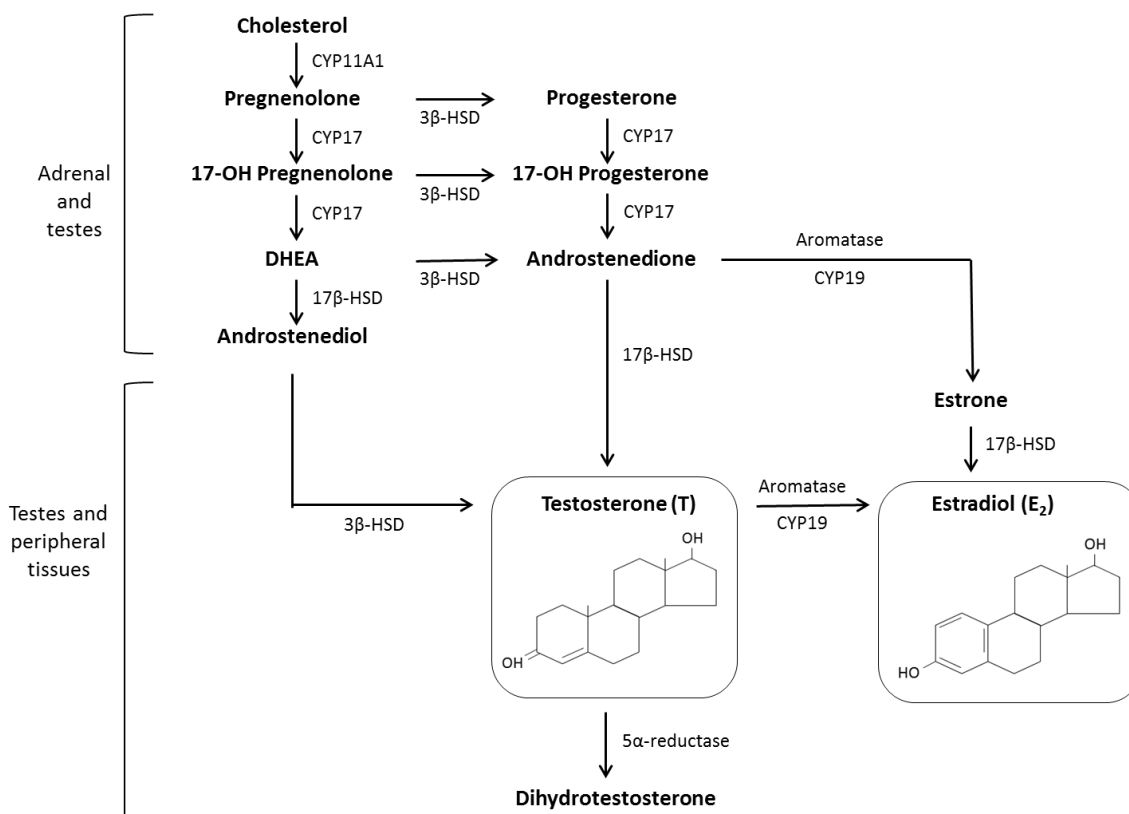 Cholesterol
CYP11A1
Pregnenolone
3β-HSD
Progesterone
CYP17
CYP17
Adrenal
and
testes
17-OH Pregnenolone
3β-HSD
17-OH Progesterone
CYP17
CYP17
DHEA
3β-HSD
Androstenedione
Aromatase
CYP19
17β-HSD
Androstenediol
17β-HSD
Estrone
17β-HSD
Testes and
peripheral
tissues
3β-HSD
Testosterone (T)
OH
OH
Aromatase
CYP19
Estradiol (E₂)
OH
HO
5α-reductase
Dihydrotestosterone